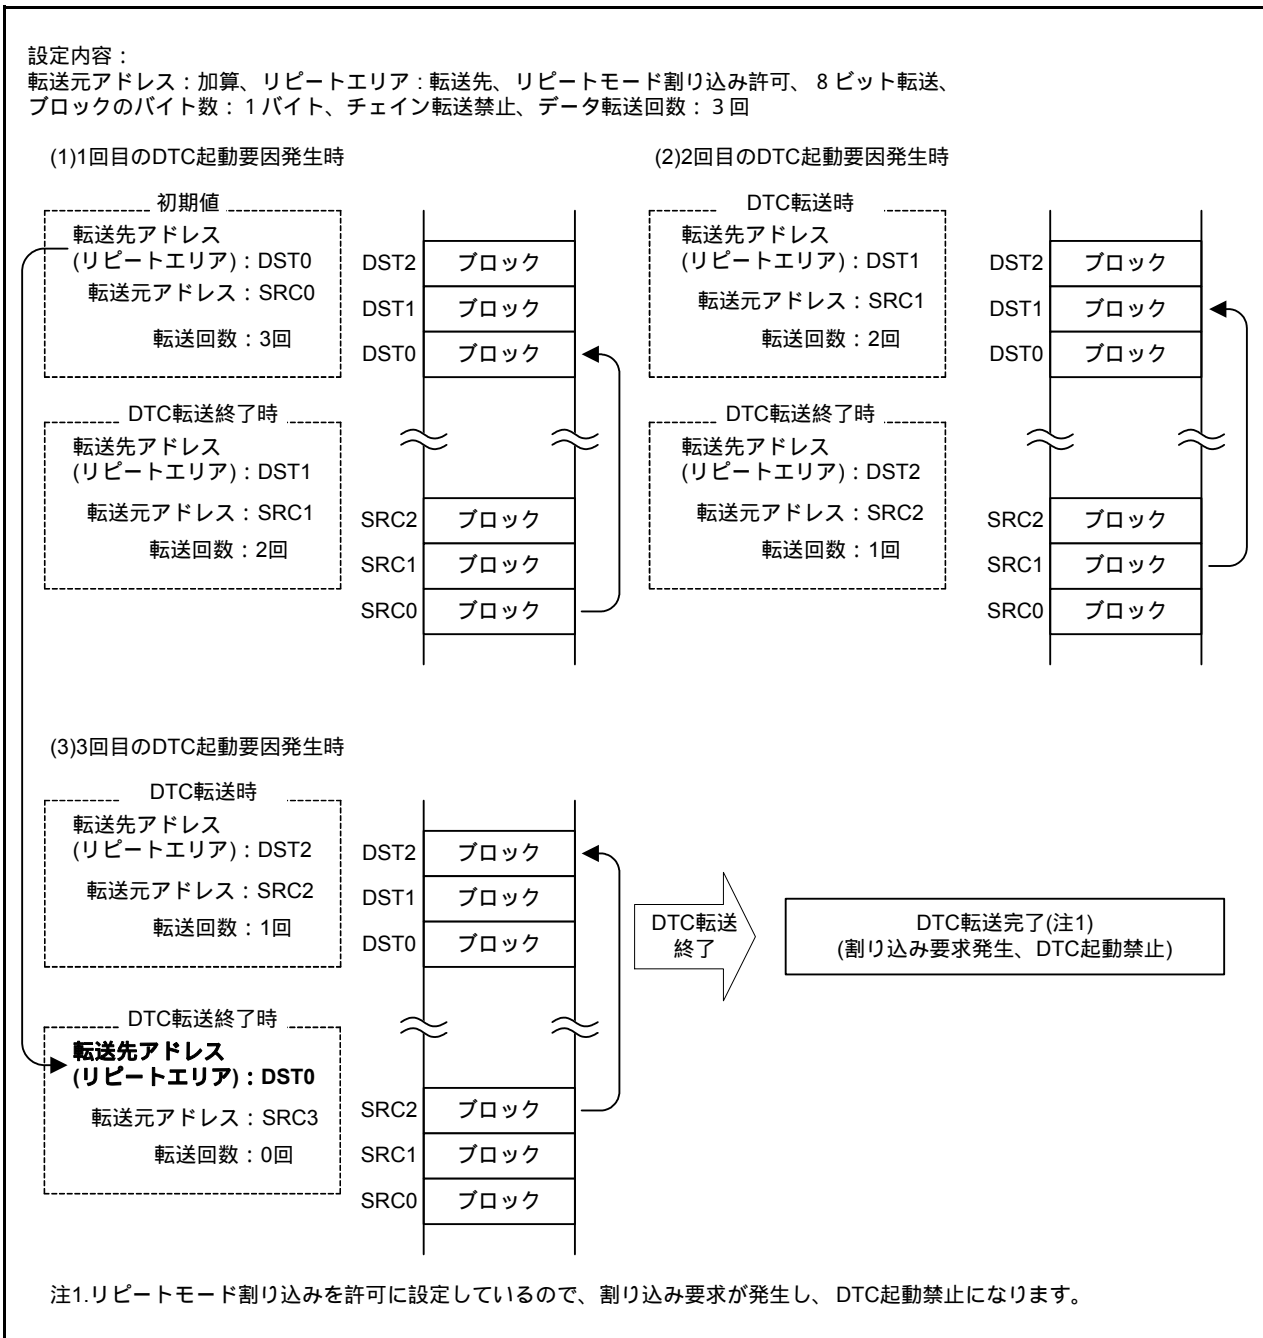 設定内容：
転送元アドレス：加算、リピートエリア：転送先、リピートモード割り込み許可、８ビット転送、
ブロックのバイト数：１バイト、チェイン転送禁止、データ転送回数：３回
(1)1回目のDTC起動要因発生時
初期値
転送先アドレス
(リピートエリア)：DST0
転送元アドレス：SRC0
転送回数：3回
DTC転送終了時
転送先アドレス
(リピートエリア)：DST1
転送元アドレス：SRC1
転送回数：2回
DST2 ブロック
DST1 ブロック
DST0 ブロック
SRC2 ブロック
SRC1 ブロック
SRC0 ブロック
(2)2回目のDTC起動要因発生時
DTC転送時
転送先アドレス
(リピートエリア)：DST1
転送元アドレス：SRC1
転送回数：2回
DTC転送終了時
転送先アドレス
(リピートエリア)：DST2
転送元アドレス：SRC2
転送回数：1回
DST2 ブロック
DST1 ブロック
DST0 ブロック
SRC2 ブロック
SRC1 ブロック
SRC0 ブロック
(3)3回目のDTC起動要因発生時
DTC転送時
転送先アドレス
(リピートエリア)：DST2
転送元アドレス：SRC2
転送回数：1回
DTC転送終了時
転送先アドレス
(リピートエリア)：DST0
転送元アドレス：SRC3
転送回数：0回
DST2 ブロック
DST1 ブロック
DST0 ブロック
SRC2 ブロック
SRC1 ブロック
SRC0 ブロック
DTC転送
終了
DTC転送完了(注1)
(割り込み要求発生、DTC起動禁止)
注1.リピートモード割り込みを許可に設定しているので、割り込み要求が発生し、DTC起動禁止になります。